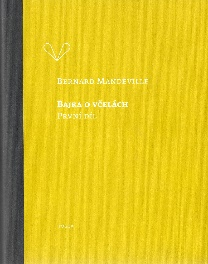 Bernard Mandeville
Bajka o včelách
První díl